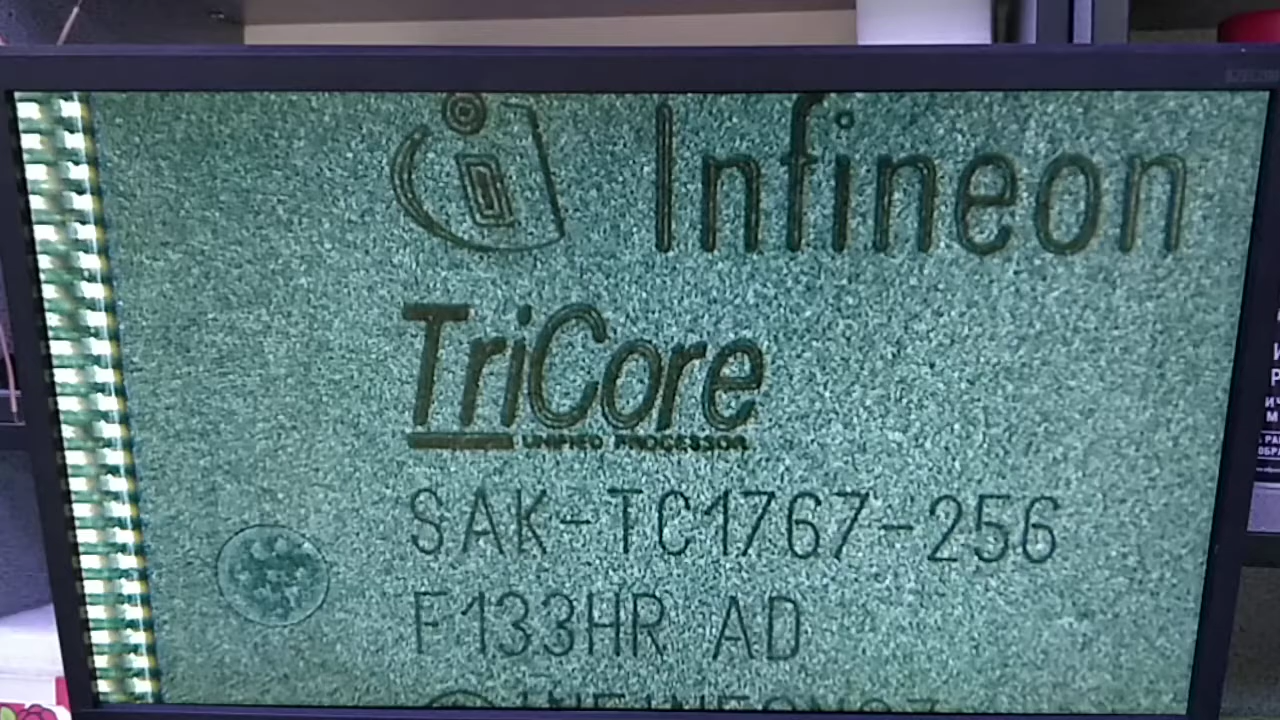 Infineon
TriCore
UNIFIED PROCESSOR
SAK-TC1767-256
F133HR AD